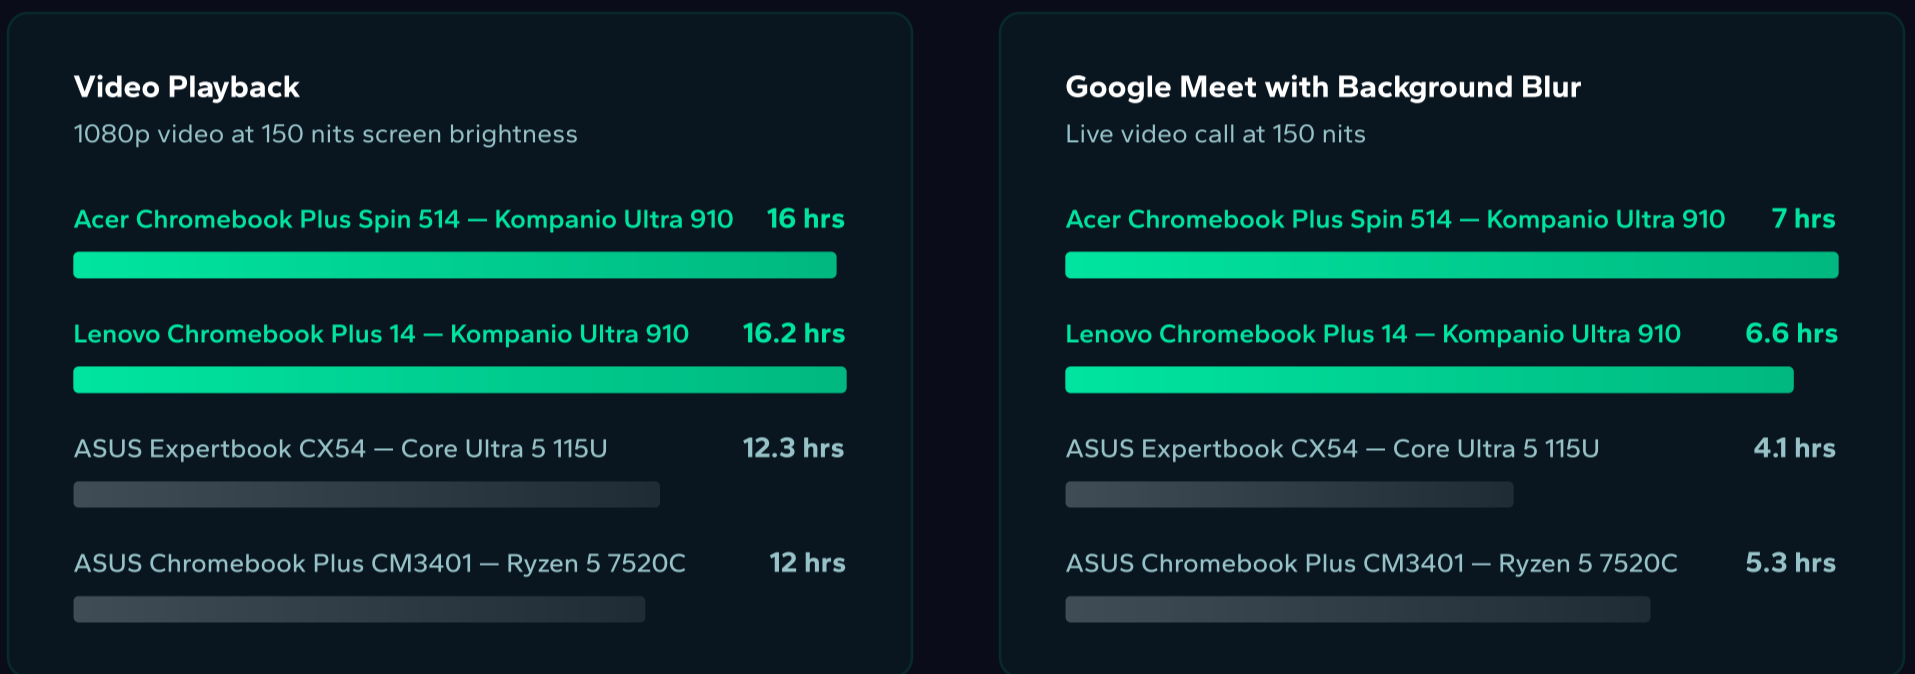 Video Playback
1080p video at 150 nits screen brightness
Acer Chromebook Plus Spin 514 — Kompanio Ultra 910 16 hrs
Lenovo Chromebook Plus 14 — Kompanio Ultra 910 16.2 hrs
ASUS Expertbook CX54 — Core Ultra 5 115U 12.3 hrs
ASUS Chromebook Plus CM3401 — Ryzen 5 7520C 12 hrs
Google Meet with Background Blur
Live video call at 150 nits
Acer Chromebook Plus Spin 514 — Kompanio Ultra 910 7 hrs
Lenovo Chromebook Plus 14 — Kompanio Ultra 910 6.6 hrs
ASUS Expertbook CX54 — Core Ultra 5 115U 4.1 hrs
ASUS Chromebook Plus CM3401 — Ryzen 5 7520C 5.3 hrs